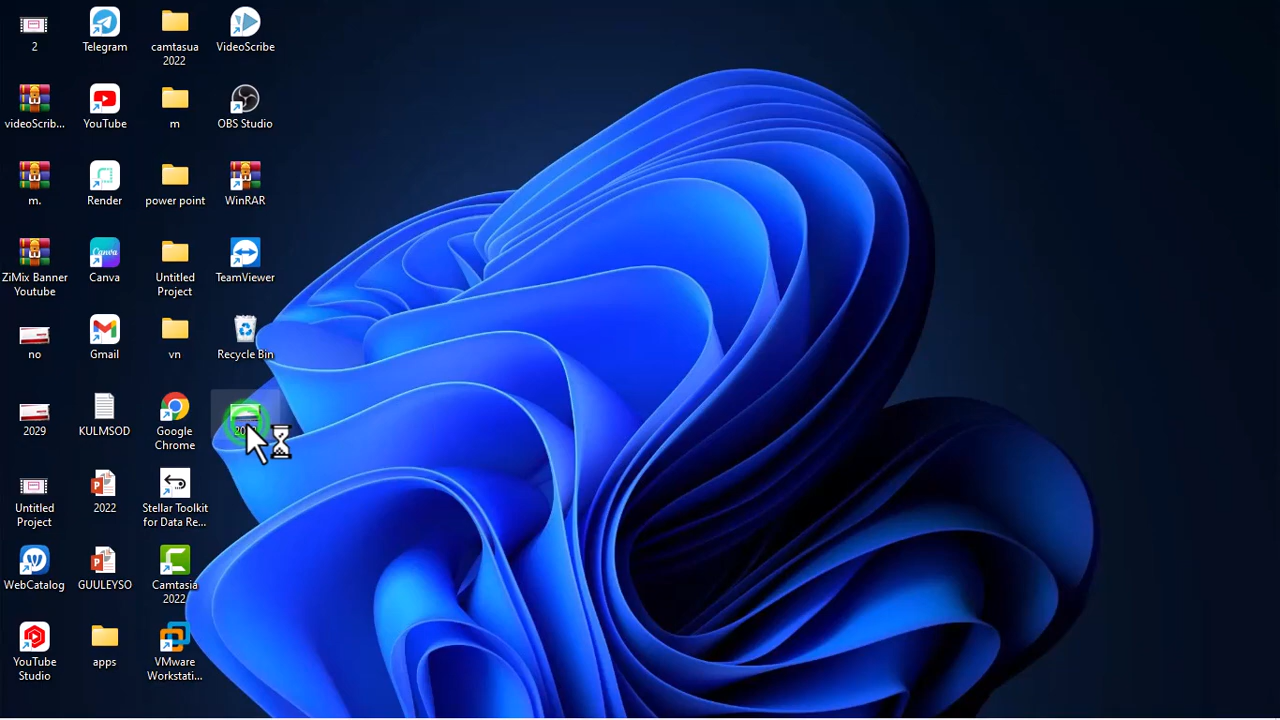 2
Telegram
camtasua
2022
VideoScribe
videoScrib...
YouTube
m
OBS Studio
m.
Render
power point
WinRAR
ZiMix Banner
Youtube
Canva
Canva
Untitled
Project
TeamViewer
no
Gmail
vn
Recycle Bin
2029
KULMSOD
Google
Chrome
Untitled
Project
2022
Stellar Toolkit
for Data Re...
WebCatalog
GUULEYSO
Camtasia
2022
YouTube
Studio
apps
VMware
Workstati...